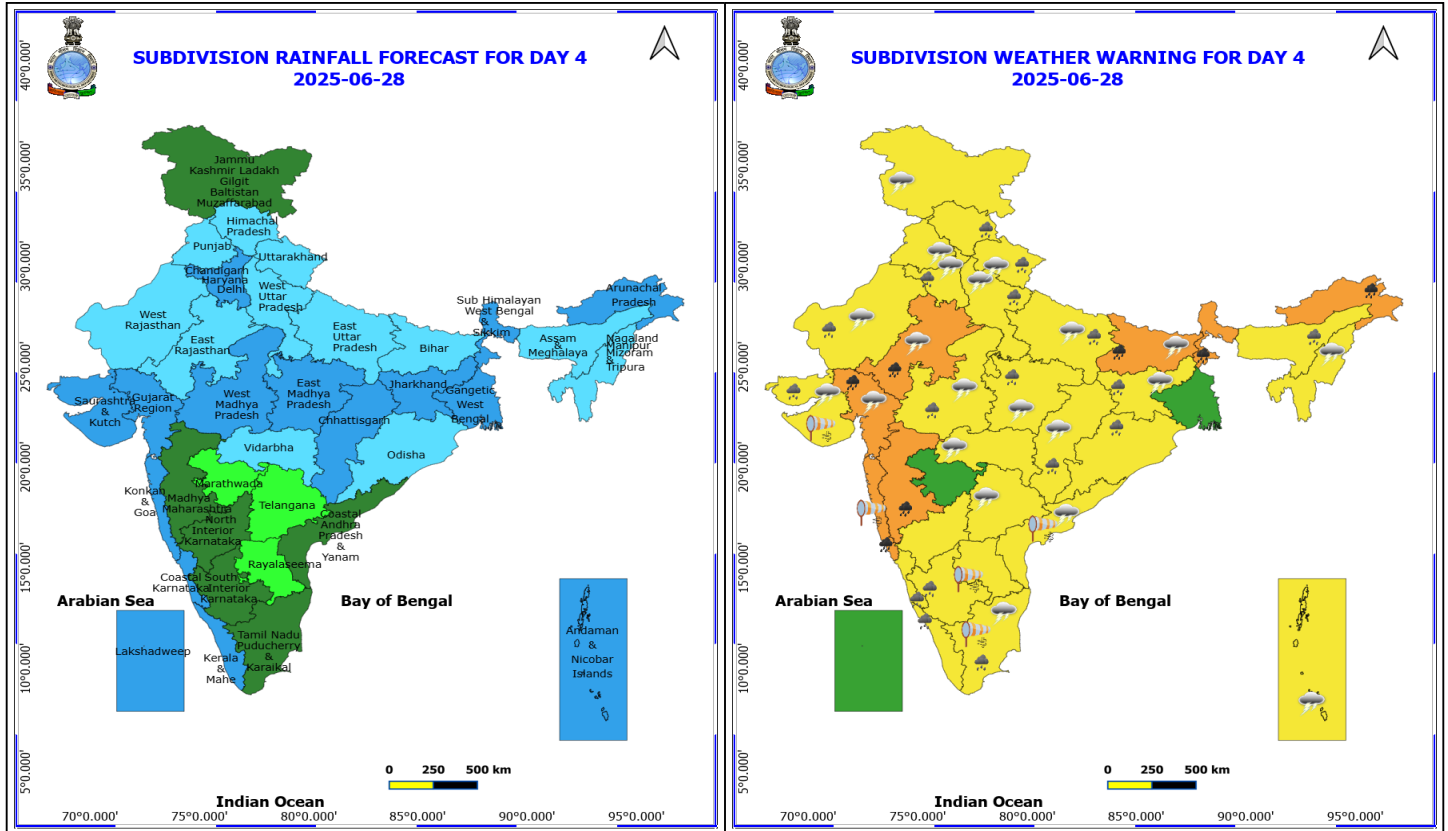 SUBDIVISION RAINFALL FORECAST FOR DAY 4
2025-06-28
40°0.000'
35°0.000'
30°0.000'
25°0.000'
20°0.000'
15°0.000'
10°0.000'
5°0.000'
Jammu
Kashmir Ladakh
Gilgit
Baltistan
Muzaffarabad
Himachal
Pradesh
Punjab
Uttarakhand
Chandigarh
Haryana
Delhi
West
Uttar
Pradesh
West
Rajasthan
East
Rajasthan
East
Uttar
Pradesh
Bihar
Sub Himalayan
West Bengal
&
Sikkim
Arunachal
Pradesh
Assam
&
Meghalaya
Nagaland
Manipur
Mizoram
&
Tripura
Saurashtra
&
Kutch
Gujarat
Region
West
Madhya
Pradesh
East
Madhya
Pradesh
Jharkhand
Gangetic
West
Bengal
Chhattisgarh
Vidarbha
Odisha
Konkan
&
Goa
Madhya
Maharashtra
Marathwada
Telangana
North
Interior
Karnataka
Coastal
Andhra
Pradesh
&
Yanam
Rayalaseema
Coastal
Karnataka
South
Interior
Karnataka
Arabian Sea
Bay of Bengal
Lakshadweep
Kerala
&
Mahe
Tamil Nadu
Puducherry
&
Karaikal
Andaman
&
Nicobar
Islands
0 250 500 km
Indian Ocean
70°0.000' 75°0.000' 80°0.000' 85°0.000' 90°0.000' 95°0.000'
SUBDIVISION WEATHER WARNING FOR DAY 4
2025-06-28
40°0.000'
35°0.000'
30°0.000'
25°0.000'
20°0.000'
15°0.000'
10°0.000'
5°0.000'
Arabian Sea
Bay of Bengal
0 250 500 km
Indian Ocean
70°0.000' 75°0.000' 80°0.000' 85°0.000' 90°0.000' 95°0.000'